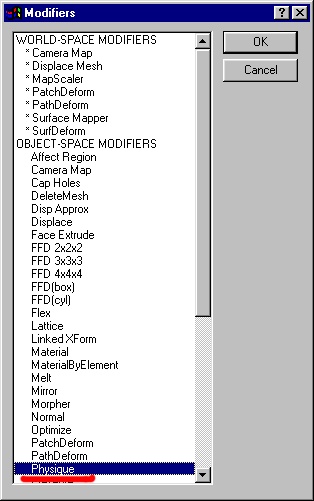 Modifiers
OK
Cancel
WORLD-SPACE MODIFIERS
* Camera Map
* Displace Mesh
* MapScaler
* PatchDeform
* PathDeform
* Surface Mapper
* SurfDeform
OBJECT-SPACE MODIFIERS
Affect Region
Camera Map
Cap Holes
DeleteMesh
Disp Approx
Displace
Face Extrude
FFD 2x2x2
FFD 3x3x3
FFD 4x4x4
FFD(box)
FFD(cyl)
Flex
Lattice
Linked XForm
Material
MaterialByElement
Melt
Mirror
Morpher
Normal
Optimize
PatchDeform
PathDeform
Physique